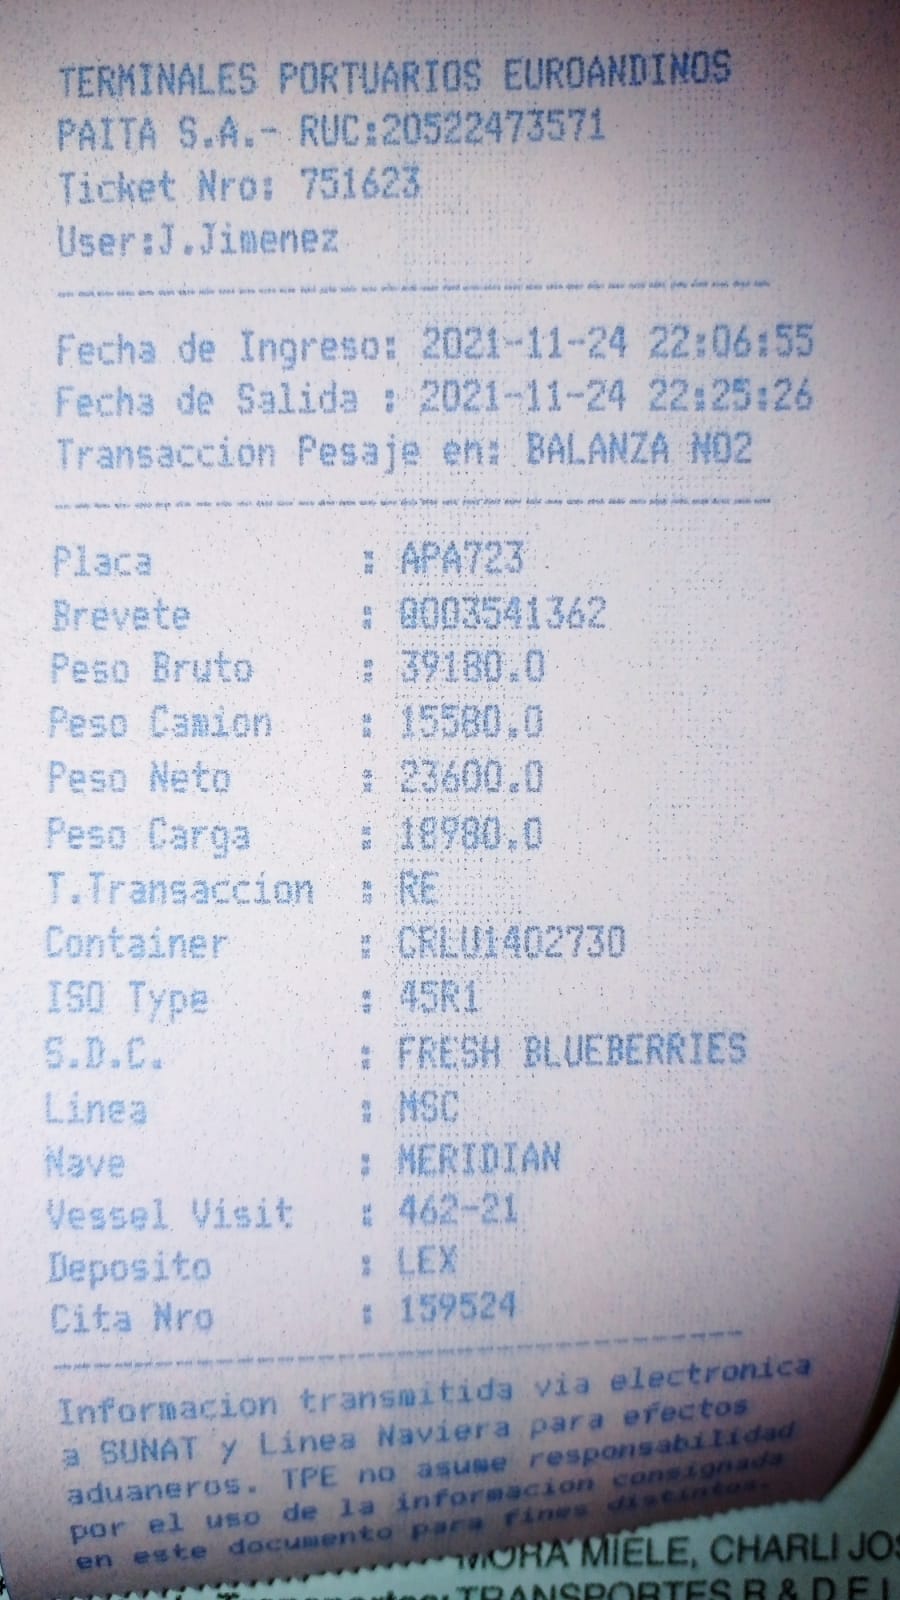 TERMINALES PORTUARIOS EUROANDINOS
PAITA S.A.- RUC:20522473571
Ticket Nro: 751623
User:J.Jimenez
Fecha de Ingreso: 2021-11-24 22:06:55
Fecha de Salida : 2021-11-24 22:25:26
Transaccion Pesaje en: BALANZA NO2
Placa : APA723
Brevete : Q003541362
Peso Bruto : 39180.0
Peso Camion : 15580.0
Peso Neto : 23600.0
Peso Carga : 18980.0
T.Transaccion : RE
Container : CRLU1402730
ISO Type : 45R1
S.D.C. : FRESH BLUEBERRIES
Linea : MSC
Nave : MERIDIAN
Vessel Visit : 462-21
Deposito : LEX
Cita Nro : 159524
Informacion transmitida via electronica
a SUNAT y Linea Naviera para efectos
aduaneros. TPE no asume responsabilidad
por el uso de la informacion consignada
en este documento para fines distintos.
MORA MIELE, CHARLI JOS
TRANSPORTES R & D E I